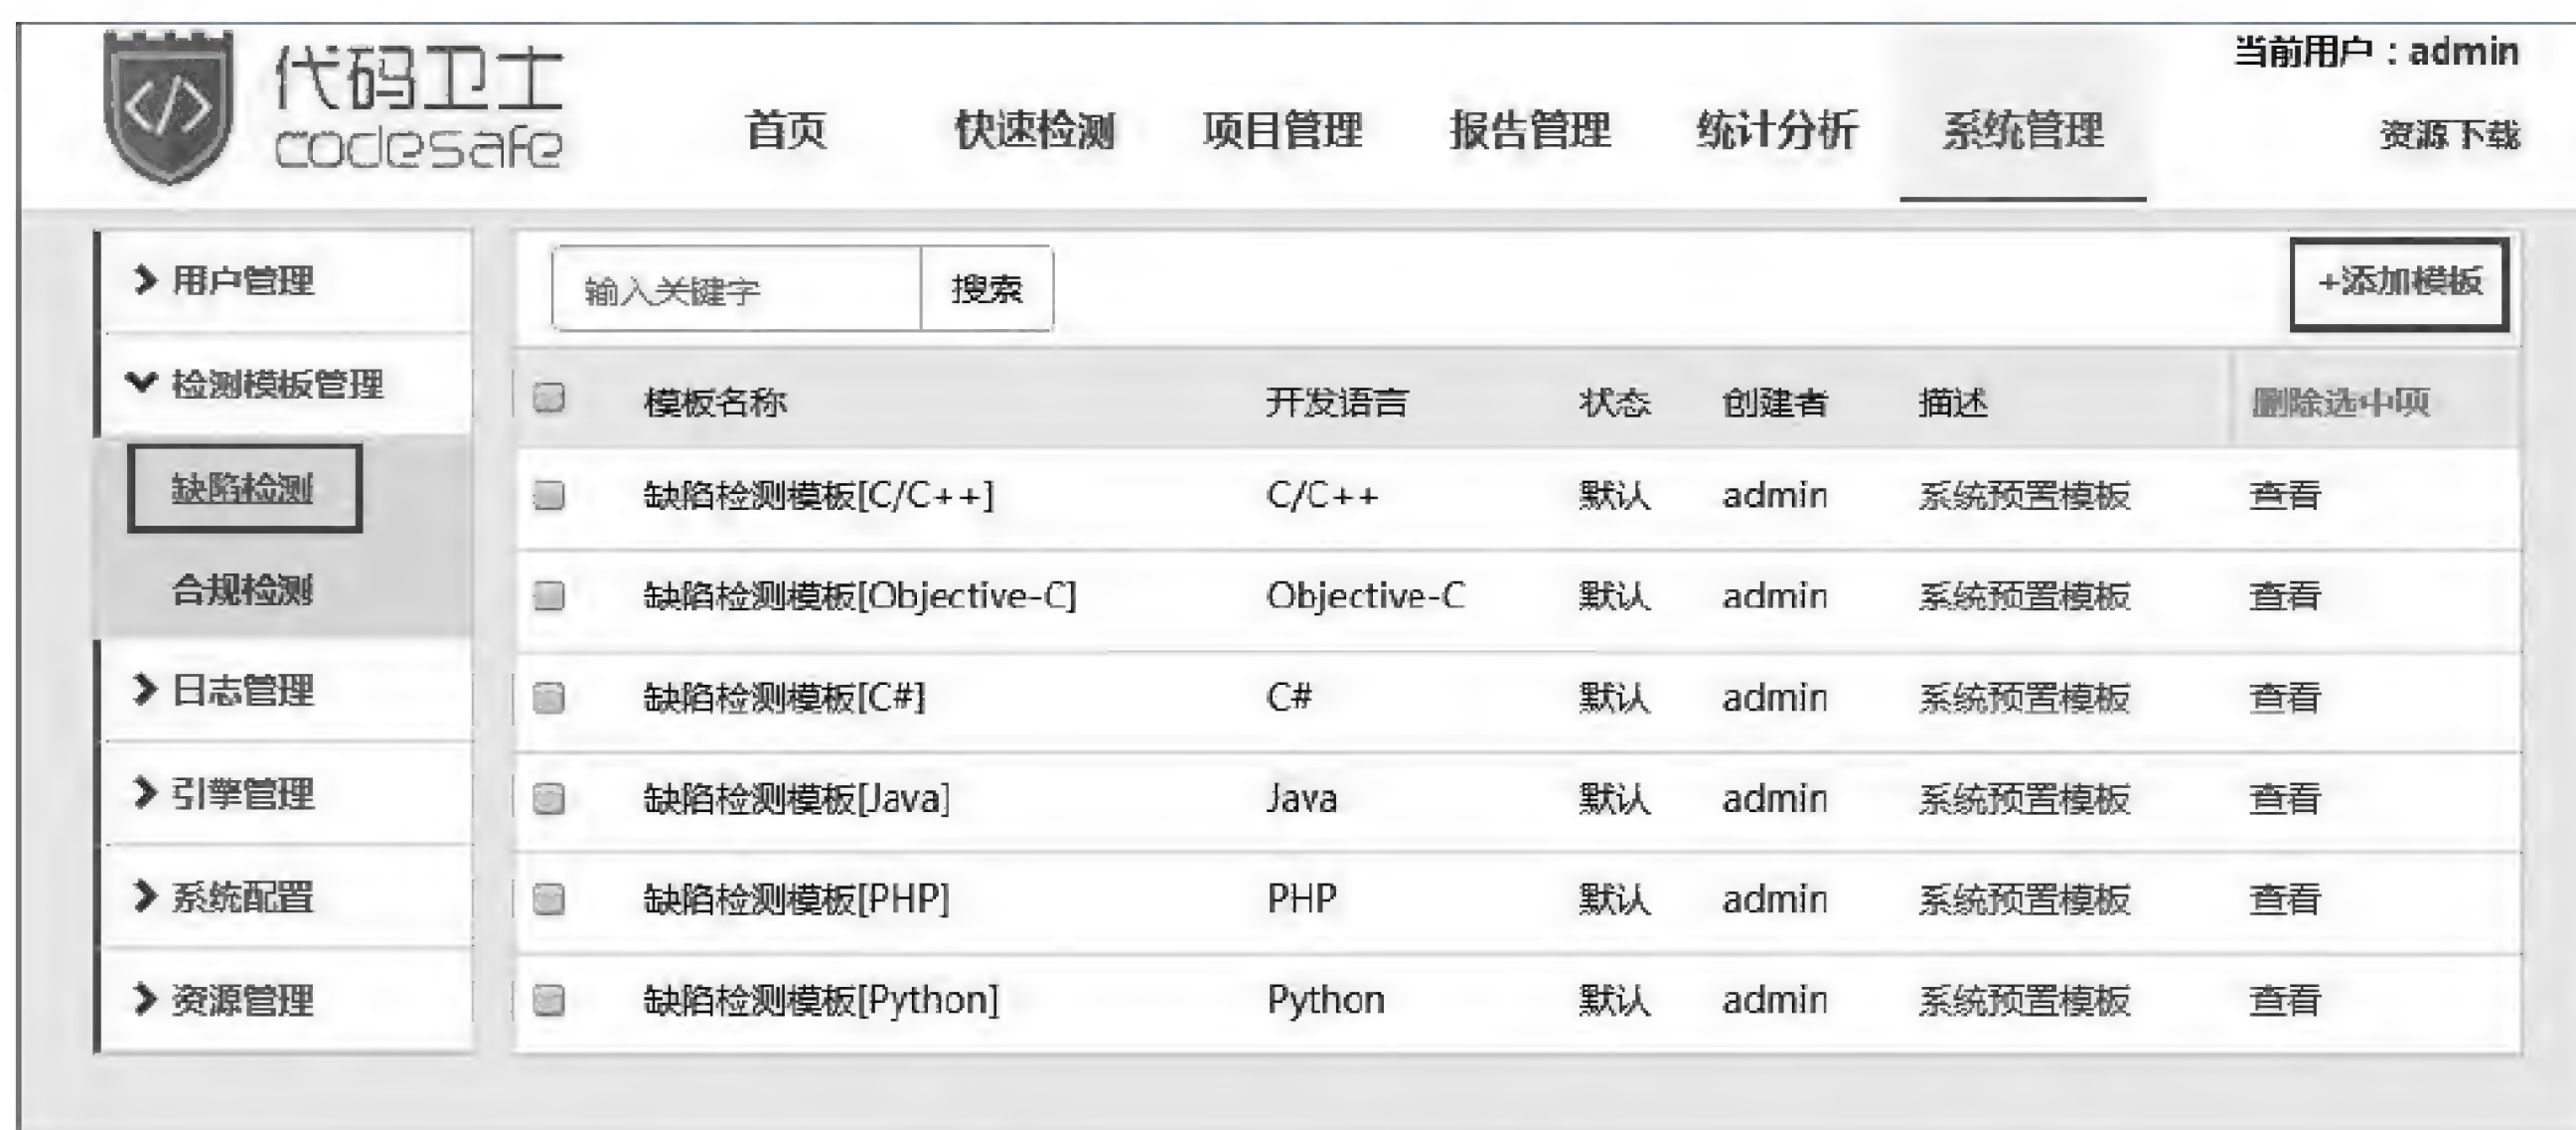 当前用户：admin
代码卫士
codesafe
首页 快速检测 项目管理 报告管理 统计分析 系统管理 资源下载
用户管理
检测模板管理
缺陷检测
合规检测
日志管理
引擎管理
系统配置
资源管理
输入关键字 搜索 +添加模板
模板名称 开发语言 状态 创建者 描述 删除选中项
缺陷检测模板[C/C++] C/C++ 默认 admin 系统预置模板 查看
缺陷检测模板[Objective-C] Objective-C 默认 admin 系统预置模板 查看
缺陷检测模板[C#] C# 默认 admin 系统预置模板 查看
缺陷检测模板[Java] Java 默认 admin 系统预置模板 查看
缺陷检测模板[PHP] PHP 默认 admin 系统预置模板 查看
缺陷检测模板[Python] Python 默认 admin 系统预置模板 查看